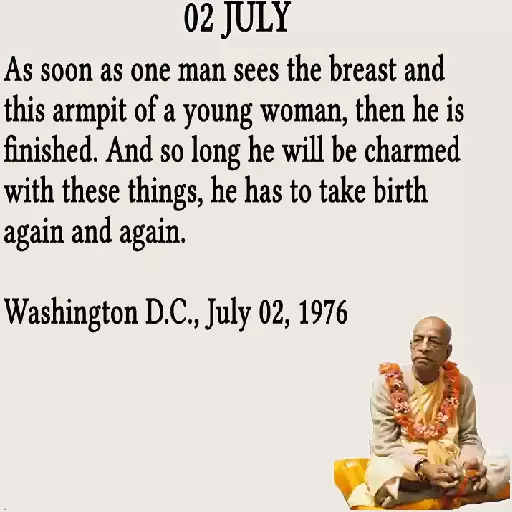 02 JULY
As soon as one man sees the breast and
this armpit of a young woman, then he is
finished. And so long he will be charmed
with these things, he has to take birth
again and again.
Washington D.C., July 02, 1976